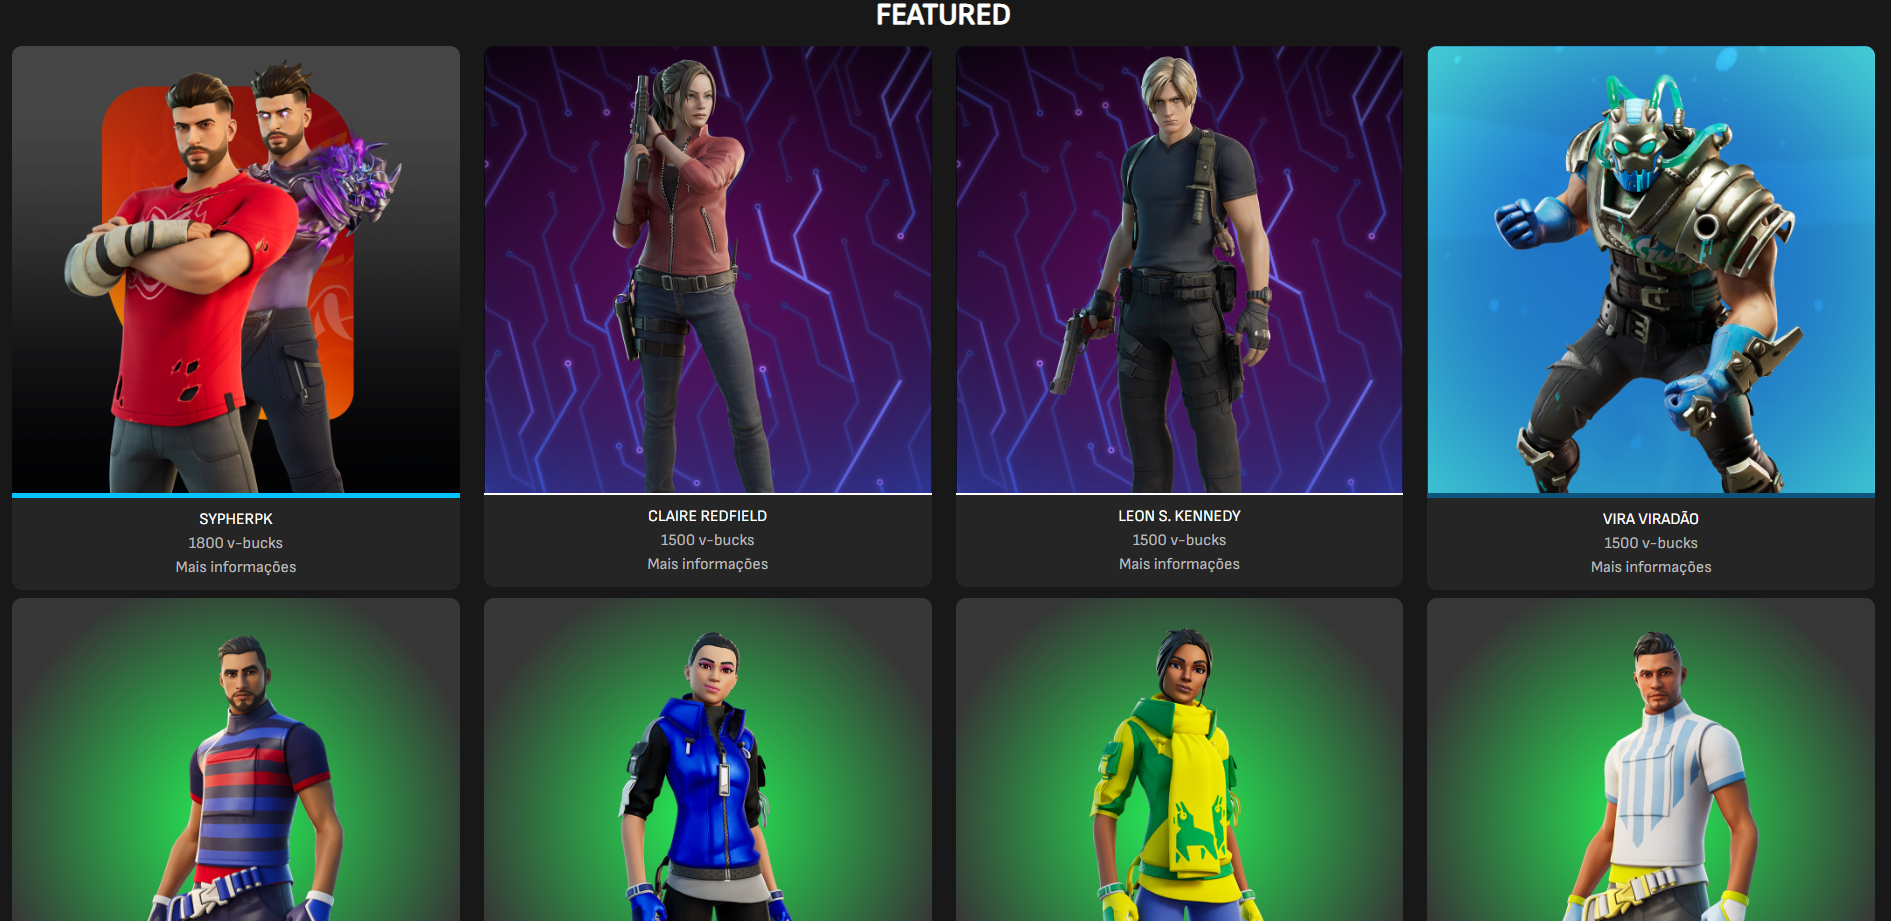 FEATURED
SYPHERPK
1800 v-bucks
Mais informações
CLAIRE REDFIELD
1500 v-bucks
Mais informações
LEON S. KENNEDY
1500 v-bucks
Mais informações
VIRA VIRADÃO
1500 v-bucks
Mais informações